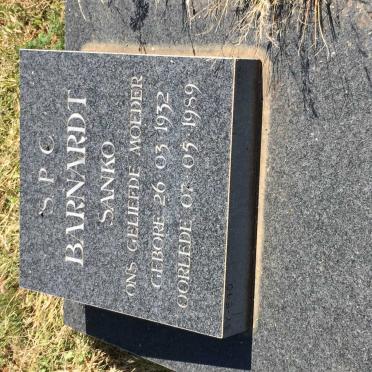 S P C
BARNARDT
SANKO
ONS GELIEFDE MOEDER
GEBORE 26 03 1932
OORLEDE 07 05 1989